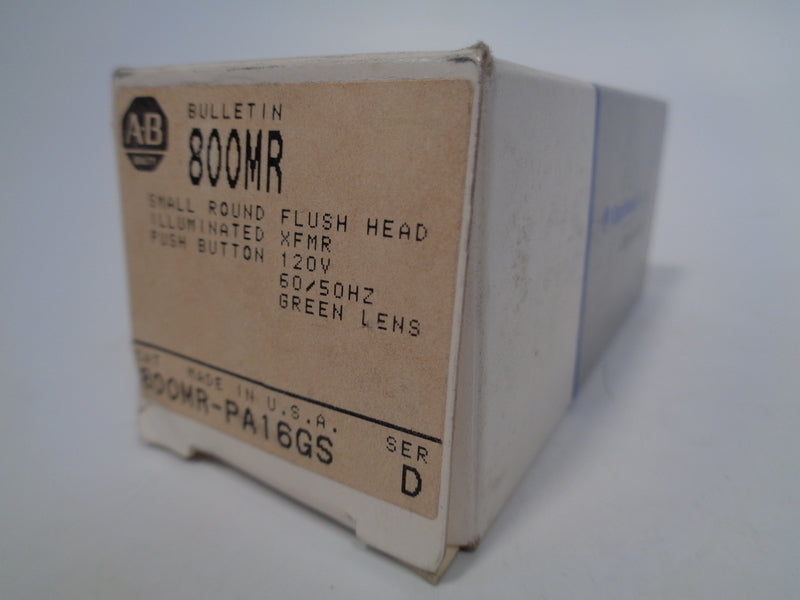 A-B
BULLETIN
800MR
SMALL ROUND FLUSH HEAD
ILLUMINATED XFMR
PUSH BUTTON 120V
60/50HZ
GREEN LENS
CAT
MADE IN U.S.A.
800MR-PA16GS
SER
D